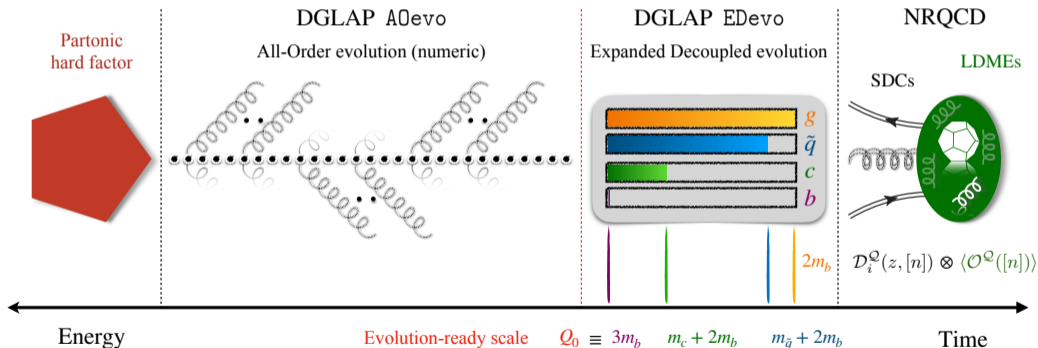 DGLAP AOevo
DGLAP EDevo
NRQCD
Partonic
hard factor
All-Order evolution (numeric)
Expanded Decoupled evolution
LDMEs
SDCs
g
q̃
c
b
2m_b
𝒟_i^𝒬(z,[n]) ⊗ ⟨𝒪^𝒬([n])⟩
Energy
Evolution-ready scale Q_0 ≡ 3m_b m_c + 2m_b m_q̃ + 2m_b
Time